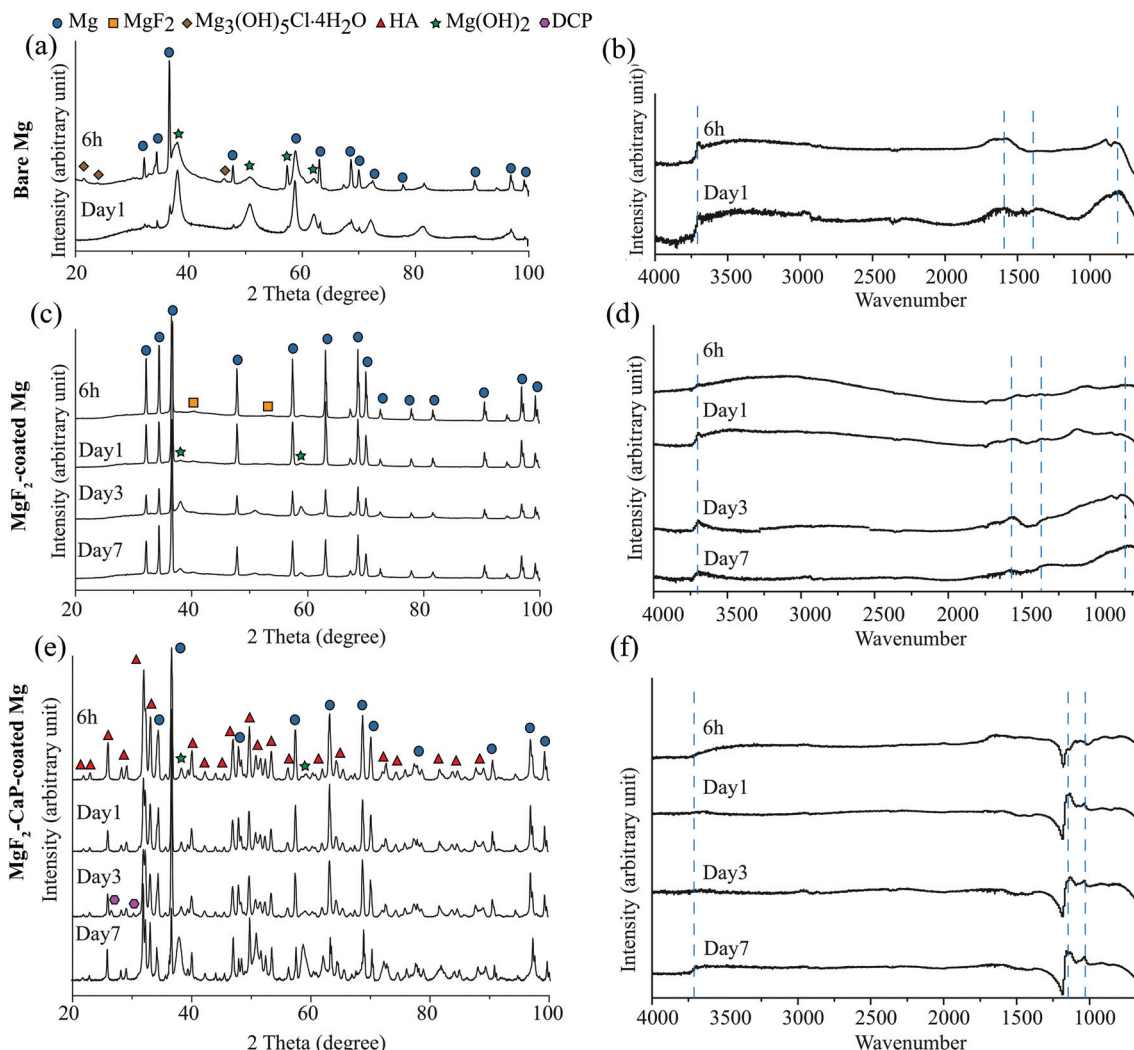 Mg MgF2 Mg3(OH)5Cl·4H2O HA Mg(OH)2 DCP
(a)
Bare Mg
Intensity (arbitrary unit)
6h
Day1
20 40 60 80 100
2 Theta (degree)
(b)
Intensity (arbitrary unit)
6h
Day1
4000 3500 3000 2500 2000 1500 1000
Wavenumber
(c)
MgF2-coated Mg
Intensity (arbitrary unit)
6h
Day1
Day3
Day7
20 40 60 80 100
2 Theta (degree)
(d)
Intensity (arbitrary unit)
6h
Day1
Day3
Day7
4000 3500 3000 2500 2000 1500 1000
Wavenumber
(e)
MgF2-CaP-coated Mg
Intensity (arbitrary unit)
6h
Day1
Day3
Day7
20 40 60 80 100
2 Theta (degree)
(f)
Intensity (arbitrary unit)
6h
Day1
Day3
Day7
4000 3500 3000 2500 2000 1500 1000
Wavenumber